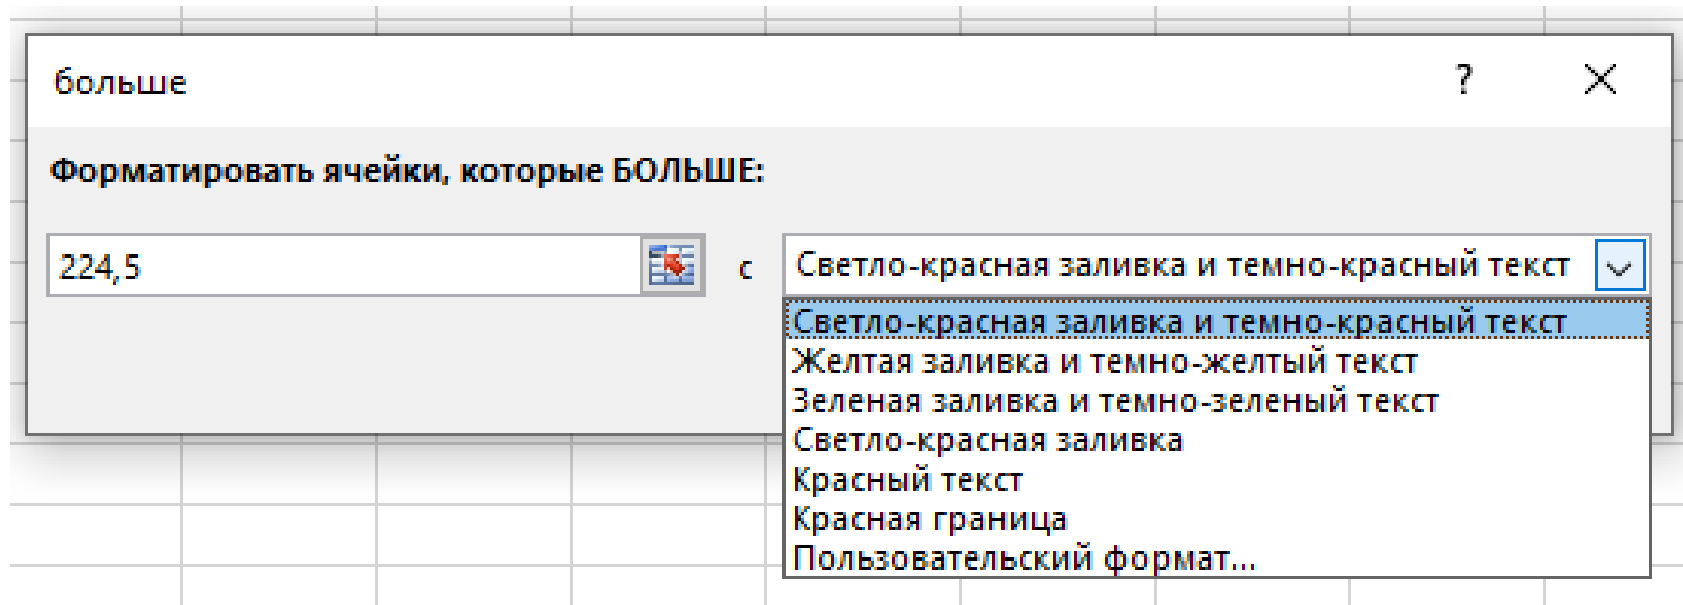 больше ?
Форматировать ячейки, которые БОЛЬШЕ:
224,5 с Светло-красная заливка и темно-красный текст
Светло-красная заливка и темно-красный текст
Желтая заливка и темно-желтый текст
Зеленая заливка и темно-зеленый текст
Светло-красная заливка
Красный текст
Красная граница
Пользовательский формат...